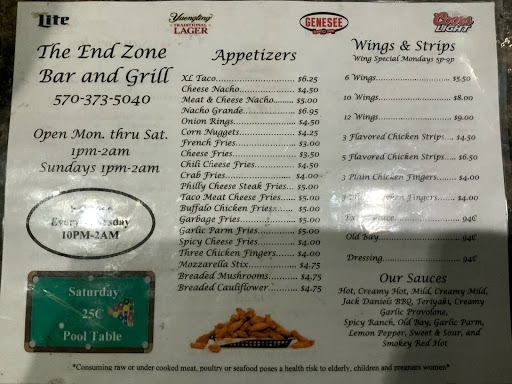 Lite
Yuengling
TRADITIONAL
LAGER
GENESEE
Coors
LIGHT
The End Zone
Bar and Grill
570-373-5040
Open Mon. thru Sat.
1pm-2am
Sundays 1pm-2am
10PM-2AM
Saturday
25¢
Pool Table
Appetizers
XL Taco.......................... $6.25
Cheese Nacho..................... $4.50
Meat & Cheese Nacho........ $5.00
Nacho Grande.................... $6.95
Onion Rings....................... $4.50
Corn Nuggets..................... $4.25
French Fries....................... $3.00
Cheese Fries....................... $3.50
Chili Cheese Fries............... $4.50
Crab Fries.......................... $4.00
Philly Cheese Steak Fries... $5.00
Taco Meat Cheese Fries...... $5.00
Buffalo Chicken Fries......... $5.00
Garbage Fries..................... $5.00
Garlic Parm Fries............... $5.00
Spicy Cheese Fries.............. $4.00
Three Chicken Fingers....... $4.00
Mozzarella Stix.................. $4.75
Breaded Mushrooms........... $4.75
Breaded Cauliflower........... $4.75
Wings & Strips
Wing Special Mondays 5p-9p
6 Wings.......................... $5.50
10 Wings........................ $8.00
12 Wings........................ $9.00
3 Flavored Chicken Strips.... $4.50
5 Flavored Chicken Strips.... $6.50
3 Plain Chicken Fingers....... $4.00
Chicken Fingers....... $6.00
94¢
Old Bay.......................... 94¢
Dressing......................... 94¢
Our Sauces
Hot, Creamy Hot, Mild, Creamy Mild,
Jack Daniels BBQ, Teriyaki, Creamy
Garlic Provolone,
Spicy Ranch, Old Bay, Garlic Parm,
Lemon Pepper, Sweet & Sour, and
Smokey Red Hot
*Consuming raw or under cooked meat, poultry or seafood poses a health risk to elderly, children and pregnant women*